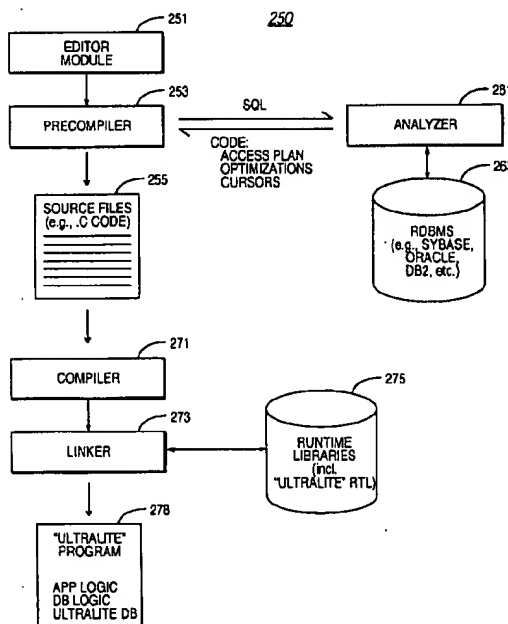 250
251
EDITOR
MODULE
253
PRECOMPILER
SQL
CODE:
ACCESS PLAN
OPTIMIZATIONS
CURSORS
ANALYZER
255
SOURCE FILES
(e.g., .C CODE)
RDBMS
(e.g., SYBASE,
ORACLE,
DB2, etc.)
271
COMPILER
273
LINKER
275
RUNTIME
LIBRARIES
(incl.
"ULTRALITE" RTL)
278
"ULTRALITE"
PROGRAM
APP LOGIC
DB LOGIC
ULTRALITE DB